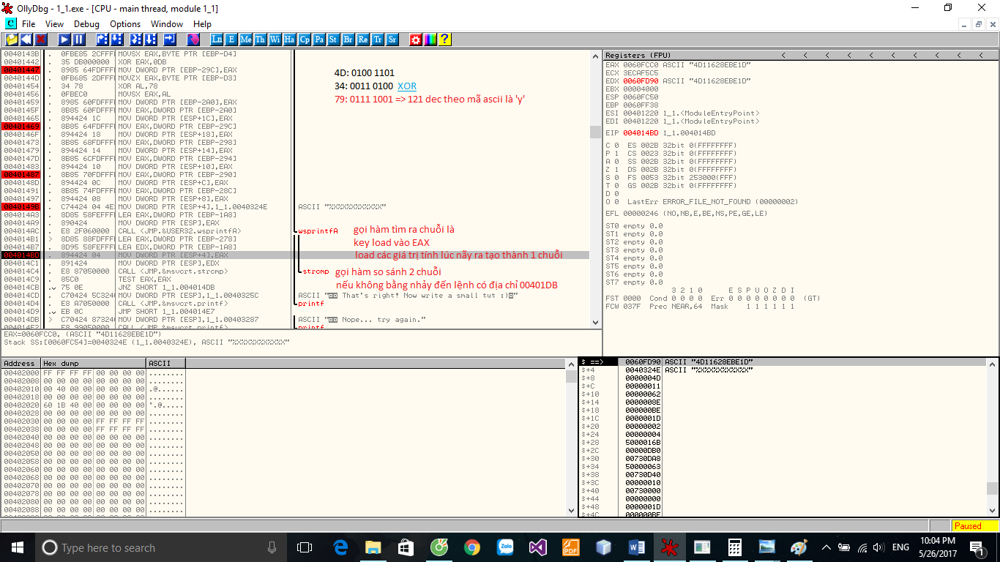 OllyDbg - 1_1.exe - [CPU - main thread, module 1_1]
C File View Debug Options Window Help
Ln E Me Th Wi Ha Cp Pa St Br Re Tr Sr ?
0040143B . 0FBE85 2CFFFF MOVSX EAX,BYTE PTR [EBP-D4]
00401442 . 35 DB000000 XOR EAX,0DB
00401447 . 8985 64FDFFFF MOV DWORD PTR [EBP-29C],EAX
0040144D . 0FB685 2DFFFF MOVZX EAX,BYTE PTR [EBP-D3]
00401454 . 34 78 XOR AL,78
00401456 . 0FBEC0 MOVSX EAX,AL
00401459 . 8985 60FDFFFF MOV DWORD PTR [EBP-2A0],EAX
0040145F . 8B85 60FDFFFF MOV EAX,DWORD PTR [EBP-2A0]
00401465 . 894424 1C MOV DWORD PTR [ESP+1C],EAX
00401469 . 8B85 64FDFFFF MOV EAX,DWORD PTR [EBP-29C]
0040146F . 894424 18 MOV DWORD PTR [ESP+18],EAX
00401473 . 8B85 68FDFFFF MOV EAX,DWORD PTR [EBP-298]
00401479 . 894424 14 MOV DWORD PTR [ESP+14],EAX
0040147D . 8B85 6CFDFFFF MOV EAX,DWORD PTR [EBP-294]
00401483 . 894424 10 MOV DWORD PTR [ESP+10],EAX
00401487 . 8B85 70FDFFFF MOV EAX,DWORD PTR [EBP-290]
0040148D . 894424 0C MOV DWORD PTR [ESP+C],EAX
00401491 . 8B85 74FDFFFF MOV EAX,DWORD PTR [EBP-28C]
00401497 . 894424 08 MOV DWORD PTR [ESP+8],EAX
0040149B . C74424 04 4E MOV DWORD PTR [ESP+4],1_1.0040324E ASCII "%X%X%X%X%X%X"
004014A3 . 8D85 58FEFFFF LEA EAX,DWORD PTR [EBP-1A8]
004014A9 . 890424 MOV DWORD PTR [ESP],EAX
004014AC . E8 2F060000 CALL <JMP.&USER32.wsprintfA> wsprintfA
004014B1 > 8D85 88FDFFFF LEA EAX,DWORD PTR [EBP-278]
004014B7 . 8D95 58FEFFFF LEA EDX,DWORD PTR [EBP-1A8]
004014BD . 894424 04 MOV DWORD PTR [ESP+4],EAX
004014C1 . 891424 MOV DWORD PTR [ESP],EDX
004014C4 . E8 87050000 CALL <JMP.&msvcrt.strcmp> strcmp
004014C9 . 85C0 TEST EAX,EAX
004014CB . 75 0E JNZ SHORT 1_1.004014DB
004014CD . C70424 5C324 MOV DWORD PTR [ESP],1_1.0040325C ASCII " That's right! Now write a small tut :)"
004014D4 . E8 A7050000 CALL <JMP.&msvcrt.printf> printf
004014D9 . EB 0C JMP SHORT 1_1.004014E7
004014DB > C70424 87324 MOV DWORD PTR [ESP],1_1.00403287 ASCII " Nope... try again."
004014E2 . E8 99050000 CALL <JMP.&msvcrt.printf> printf
4D: 0100 1101
34: 0011 0100 XOR
79: 0111 1001 => 121 dec theo mã ascii là 'y'
gọi hàm tìm ra chuỗi là
key load vào EAX
load các giá trị tính lúc nãy ra tạo thành 1 chuỗi
gọi hàm so sánh 2 chuỗi
nếu không bằng nhảy đến lệnh có địa chỉ 00401DB
EAX=0060FCC0, (ASCII "4D11628EBE1D")
Stack SS:[0060FC54]=0040324E (1_1.0040324E), ASCII "%X%X%X%X%X%X"
Registers (FPU) < < < < < < < < < <
EAX 0060FCC0 ASCII "4D11628EBE1D"
ECX 3ECAF5C5
EDX 0060FD90 ASCII "4D11628EBE1D"
EBX 00004000
ESP 0060FC50
EBP 0060FF38
ESI 00401220 1_1.<ModuleEntryPoint>
EDI 00401220 1_1.<ModuleEntryPoint>
EIP 004014BD 1_1.004014BD
C 0 ES 002B 32bit 0(FFFFFFFF)
P 1 CS 0023 32bit 0(FFFFFFFF)
A 0 SS 002B 32bit 0(FFFFFFFF)
Z 1 DS 002B 32bit 0(FFFFFFFF)
S 0 FS 0053 32bit 253000(FFF)
T 0 GS 002B 32bit 0(FFFFFFFF)
D 0
O 0 LastErr ERROR_FILE_NOT_FOUND (00000002)
EFL 00000246 (NO,NB,E,BE,NS,PE,GE,LE)
ST0 empty 0.0
ST1 empty 0.0
ST2 empty 0.0
ST3 empty 0.0
ST4 empty 0.0
ST5 empty 0.0
ST6 empty 0.0
ST7 empty 0.0
3 2 1 0 E S P U O Z D I
FST 0000 Cond 0 0 0 0 Err 0 0 0 0 0 0 0 0 (GT)
FCW 037F Prec NEAR,64 Mask 1 1 1 1 1 1
Address Hex dump ASCII
00402000 FF FF FF FF 00 00 00 00 ........
00402008 00 00 00 00 00 00 00 00 ........
00402010 00 40 00 00 00 00 00 00 .@......
00402018 00 00 00 00 00 00 00 00 ........
00402020 60 1B 40 00 00 00 00 00 `.@.....
00402028 00 00 00 00 00 00 00 00 ........
00402030 00 00 00 00 FF FF FF FF ........
00402038 00 00 00 00 FF FF FF FF ........
00402040 00 00 00 00 00 00 00 00 ........
00402048 00 00 00 00 00 00 00 00 ........
00402050 00 00 00 00 00 00 00 00 ........
00402058 00 00 00 00 00 00 00 00 ........
00402060 00 00 00 00 00 00 00 00 ........
00402068 00 00 00 00 00 00 00 00 ........
00402070 00 00 00 00 00 00 00 00 ........
00402078 00 00 00 00 00 00 00 00 ........
00402080 00 00 00 00 00 00 00 00 ........
00402088 00 00 00 00 00 00 00 00 ........
$ ==> 0060FD90 ASCII "4D11628EBE1D"
$+4 0040324E ASCII "%X%X%X%X%X%X"
$+8 0000004D
$+C 00000011
$+10 00000062
$+14 0000008E
$+18 000000BE
$+1C 0000001D
$+20 00000002
$+24 00000004
$+28 5000016B
$+2C 00000DB0
$+30 00730DA8
$+34 50000063
$+38 00730D40
$+3C 00000010
$+40 00730000
$+44 00000000
$+48 0000001D
$+4C 000000BE
Paused
Type here to search
Zalo PDF W ENG
10:04 PM
5/26/2017
1